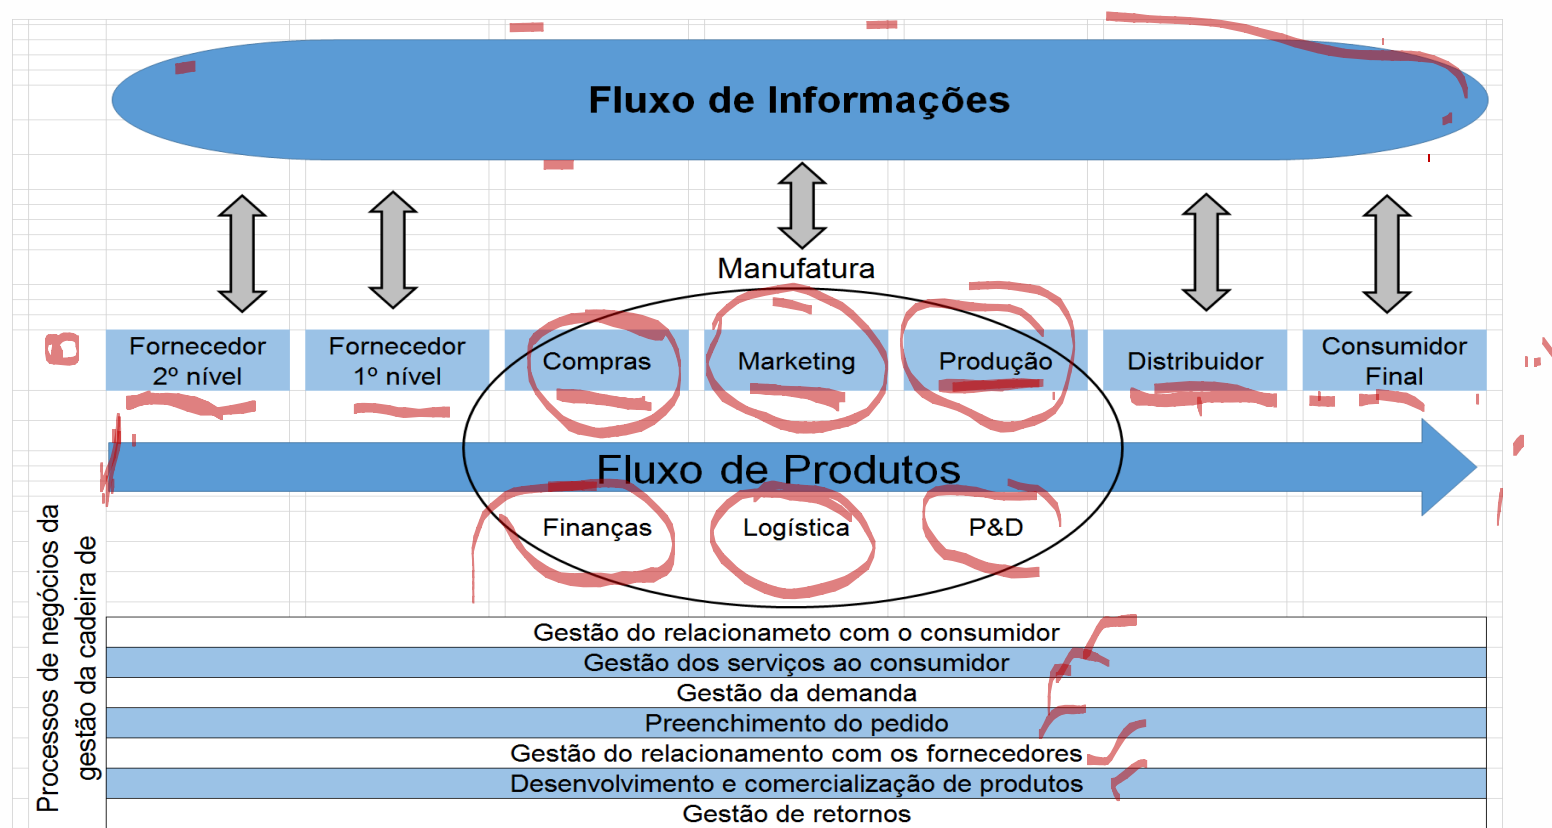 Fluxo de Informações
Manufatura
Fornecedor
2º nível
Fornecedor
1º nível
Compras
Marketing
Produção
Distribuidor
Consumidor
Final
Fluxo de Produtos
Finanças
Logística
P&D
Processos de negócios da
gestão da cadeira de
Gestão do relacionameto com o consumidor
Gestão dos serviços ao consumidor
Gestão da demanda
Preenchimento do pedido
Gestão do relacionamento com os fornecedores
Desenvolvimento e comercialização de produtos
Gestão de retornos